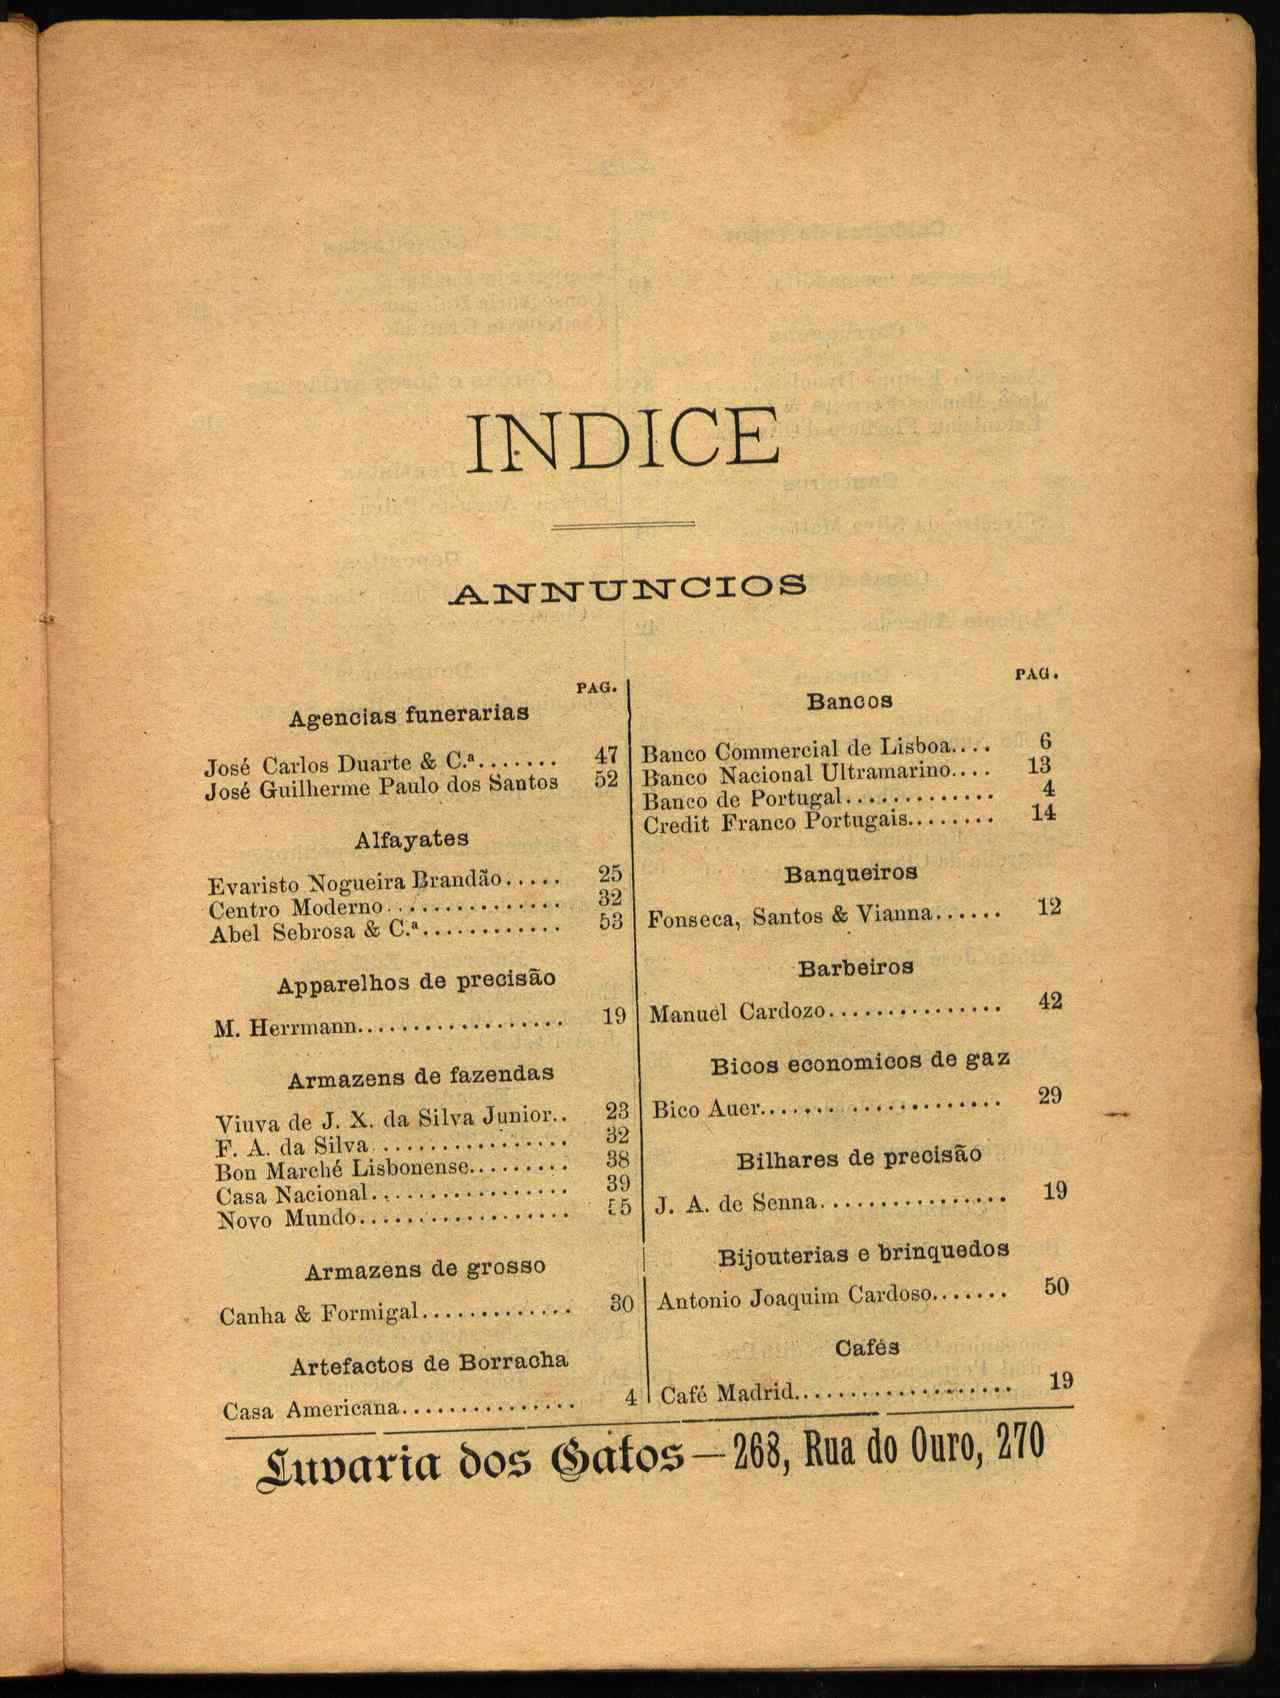 INDICE
ANNUNCIOS
PAG.
Agencias funerarias
José Carlos Duarte & C.ª....... 47
José Guilherme Paulo dos Santos 52
Alfayates
Evaristo Nogueira Brandão..... 25
Centro Moderno............... 32
Abel Sebrosa & C.ª............ 53
Apparelhos de precisão
M. Herrmann.................. 19
Armazens de fazendas
Viuva de J. X. da Silva Junior.. 23
F. A. da Silva................. 32
Bon Marché Lisbonense......... 38
Casa Nacional................. 39
Novo Mundo.................. 55
Armazens de grosso
Canha & Formigal............. 30
Artefactos de Borracha
Casa Americana............... 4
PAG.
Bancos
Banco Commercial de Lisboa.... 6
Banco Nacional Ultramarino.... 13
Banco de Portugal............. 4
Credit Franco Portugais........ 14
Banqueiros
Fonseca, Santos & Vianna...... 12
Barbeiros
Manuel Cardozo............... 42
Bicos economicos de gaz
Bico Auer....... ............. 29
Bilhares de precisão
J. A. de Senna................ 19
Bijouterias e brinquedos
Antonio Joaquim Cardoso....... 50
Cafés
Café Madrid................... 19
Luvaria dos Gatos—268, Rua do Ouro, 270